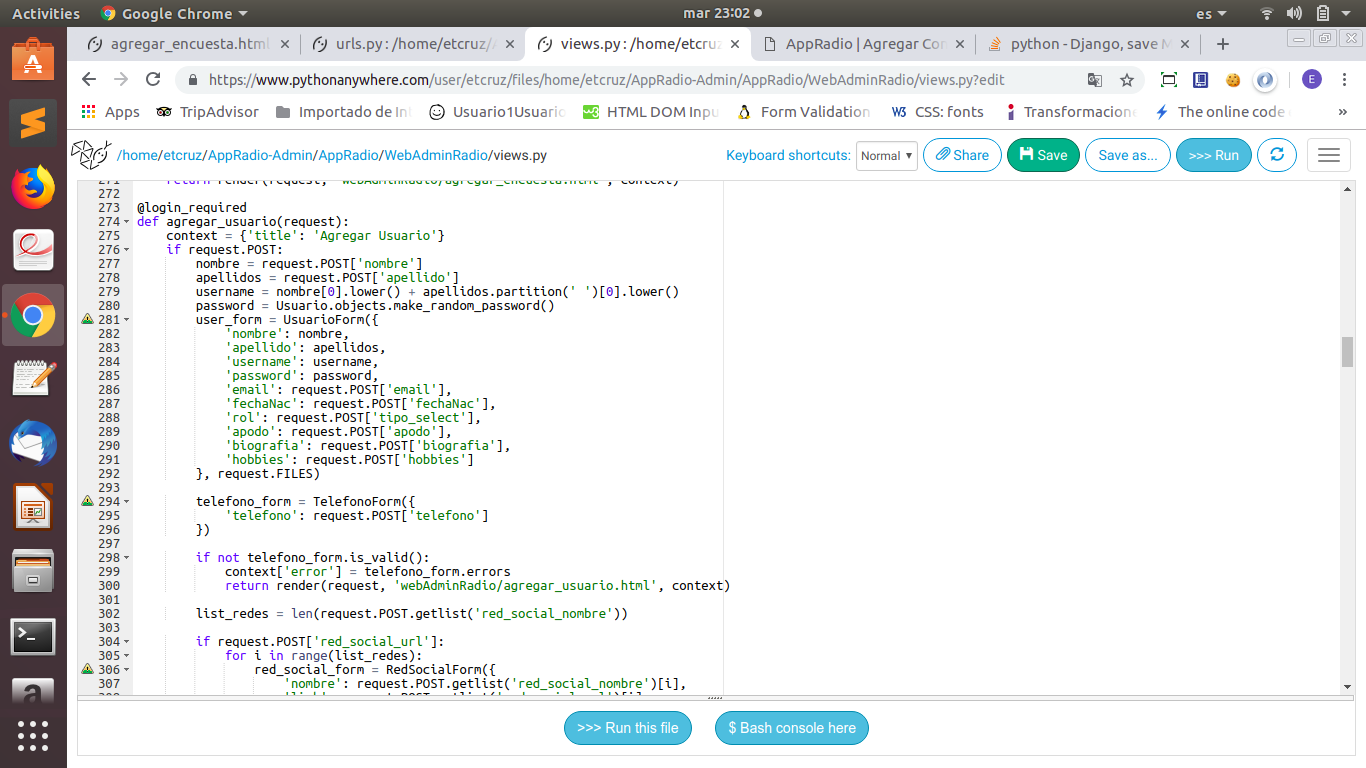 Activities Google Chrome mar 23:02 es
agregar_encuesta.html urls.py : /home/etcruz/ views.py : /home/etcruz AppRadio | Agregar Con python - Django, save M
https://www.pythonanywhere.com/user/etcruz/files/home/etcruz/AppRadio-Admin/AppRadio/WebAdminRadio/views.py?edit E
Apps TripAdvisor Importado de Int Usuario1Usuario HTML DOM Inpu Form Validation CSS: fonts Transformacione The online code »
/home/etcruz/AppRadio-Admin/AppRadio/WebAdminRadio/views.py Keyboard shortcuts: Normal Share Save Save as... >>> Run
271 return render(request, 'webAdminRadio/agregar_encuesta.html', context)
272
273 @login_required
274 def agregar_usuario(request):
275 context = {'title': 'Agregar Usuario'}
276 if request.POST:
277 nombre = request.POST['nombre']
278 apellidos = request.POST['apellido']
279 username = nombre[0].lower() + apellidos.partition(' ')[0].lower()
280 password = Usuario.objects.make_random_password()
281 user_form = UsuarioForm({
282 'nombre': nombre,
283 'apellido': apellidos,
284 'username': username,
285 'password': password,
286 'email': request.POST['email'],
287 'fechaNac': request.POST['fechaNac'],
288 'rol': request.POST['tipo_select'],
289 'apodo': request.POST['apodo'],
290 'biografia': request.POST['biografia'],
291 'hobbies': request.POST['hobbies']
292 }, request.FILES)
293
294 telefono_form = TelefonoForm({
295 'telefono': request.POST['telefono']
296 })
297
298 if not telefono_form.is_valid():
299 context['error'] = telefono_form.errors
300 return render(request, 'webAdminRadio/agregar_usuario.html', context)
301
302 list_redes = len(request.POST.getlist('red_social_nombre'))
303
304 if request.POST['red_social_url']:
305 for i in range(list_redes):
306 red_social_form = RedSocialForm({
307 'nombre': request.POST.getlist('red_social_nombre')[i],
>>> Run this file $ Bash console here